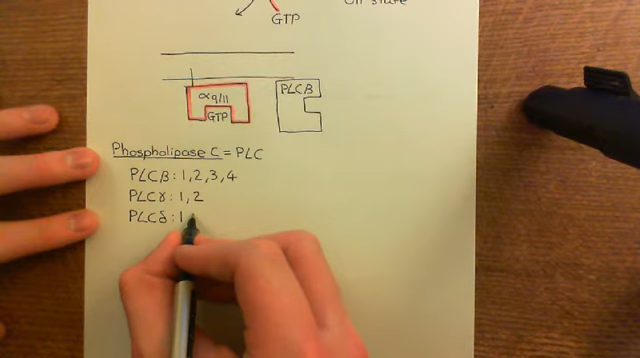 GTP
PLCβ
αq/11
GTP
Phospholipase C = PLC
PLCβ: 1, 2, 3, 4
PLCγ: 1, 2
PLCδ: 1